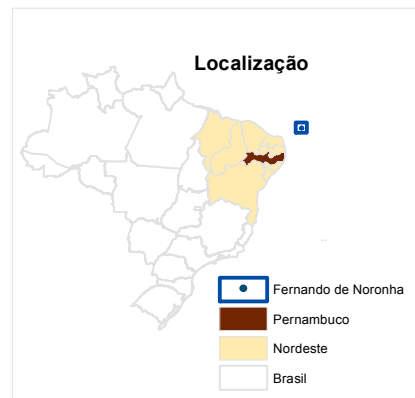 Localização
Fernando de Noronha
Pernambuco
Nordeste
Brasil